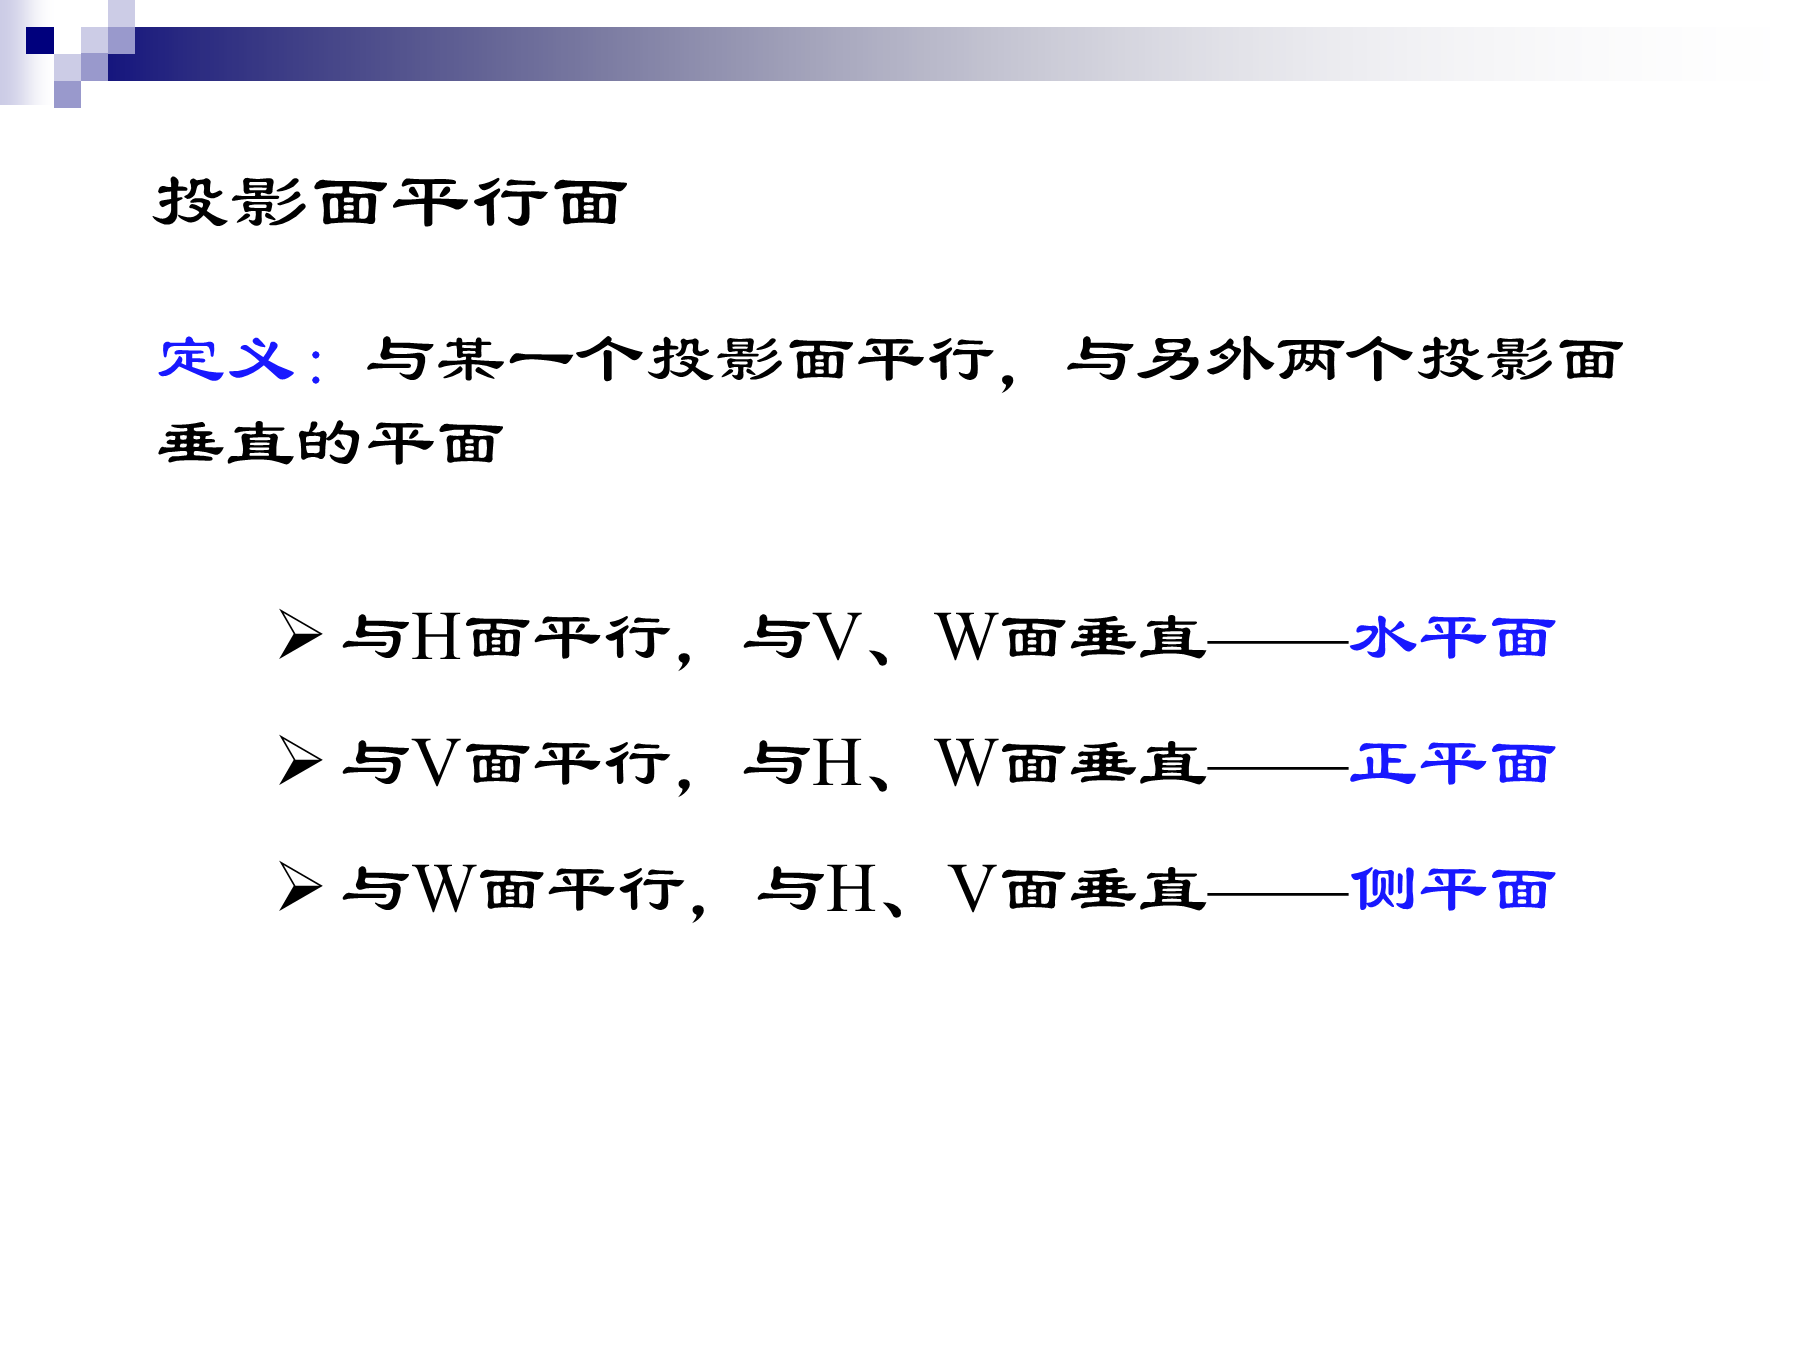 投影面平行面
定义：与某一个投影面平行，与另外两个投影面
垂直的平面
与H面平行，与V、W面垂直——水平面
与V面平行，与H、W面垂直——正平面
与W面平行，与H、V面垂直——侧平面